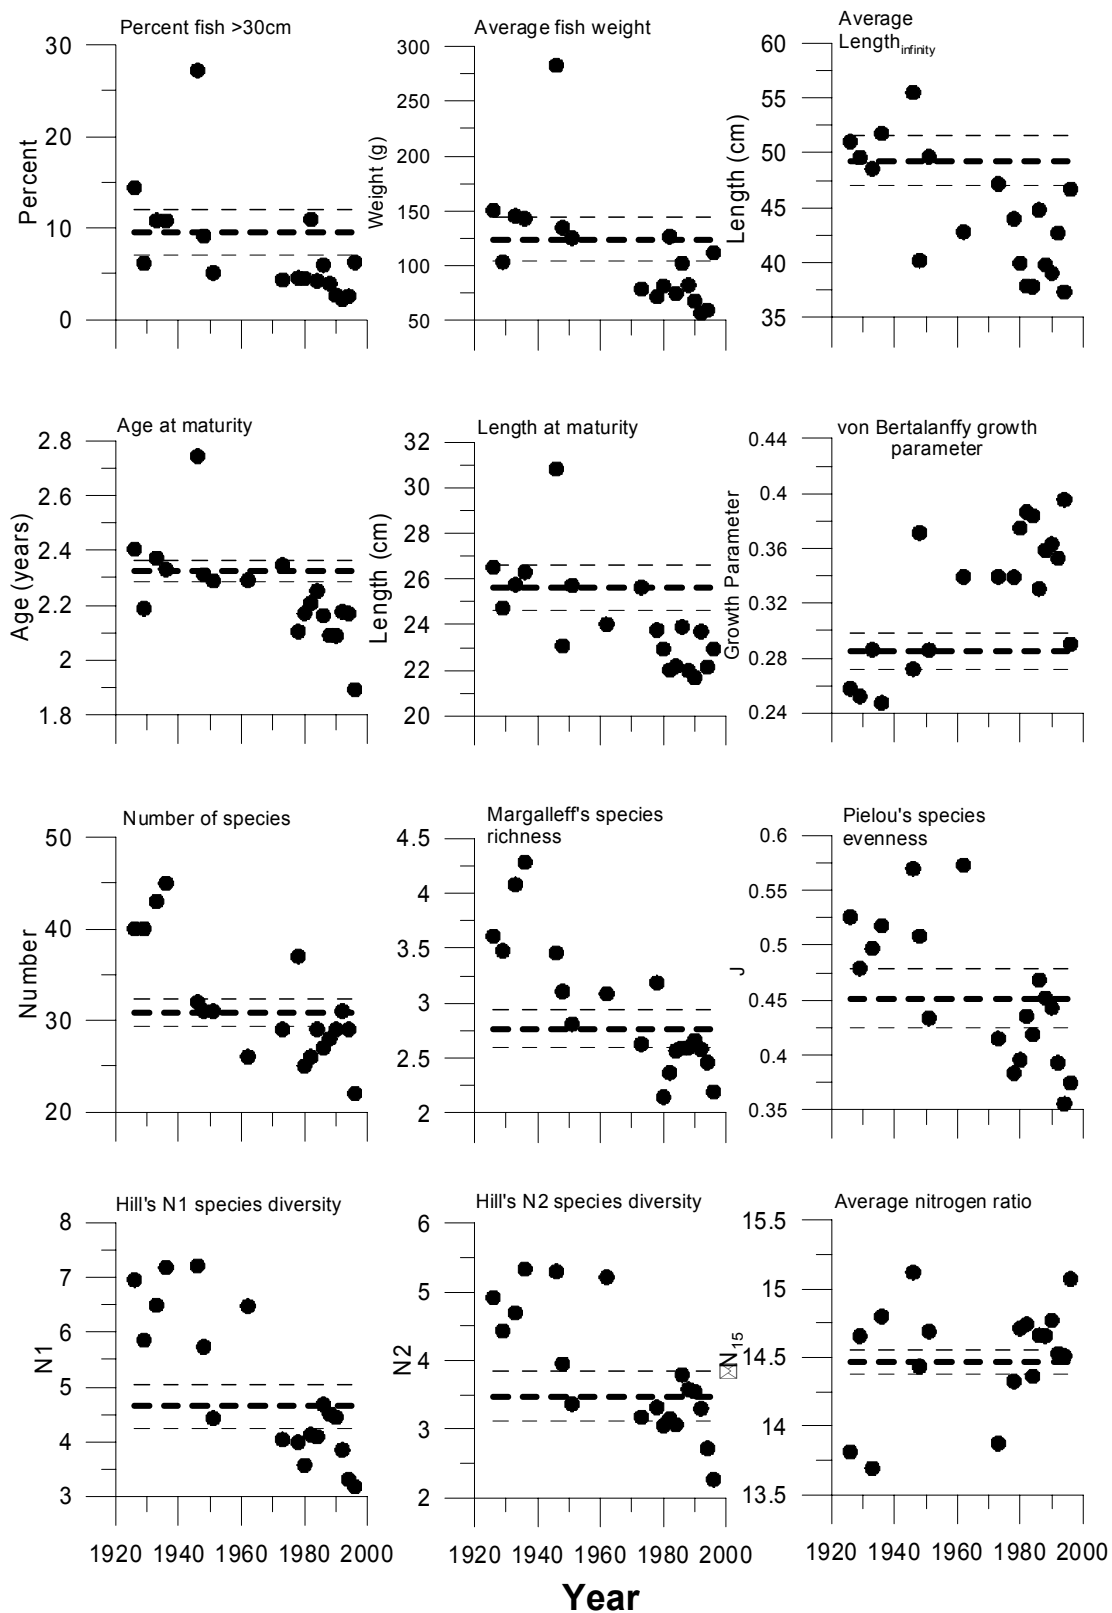 Percent fish >30cm
30
20
10
0
Percent
Average fish weight
300
250
200
150
100
50
Weight (g)
Average
Length infinity
60
55
50
45
40
35
Length (cm)
Age at maturity
2.8
2.6
2.4
2.2
2
1.8
Age (years)
Length at maturity
32
30
28
26
24
22
20
Length (cm)
von Bertalanffy growth
parameter
0.44
0.4
0.36
0.32
0.28
0.24
Growth Parameter
Number of species
50
40
30
20
Number
Margalleff's species
richness
4.5
4
3.5
3
2.5
2
Pielou's species
evenness
0.6
0.55
0.5
0.45
0.4
0.35
J
Hill's N1 species diversity
8
7
6
5
4
3
N1
1920 1940 1960 1980 2000
Hill's N2 species diversity
6
5
4
3
2
N2
1920 1940 1960 1980 2000
Average nitrogen ratio
15.5
15
14.5
14
13.5
N15
1920 1940 1960 1980 2000
Year